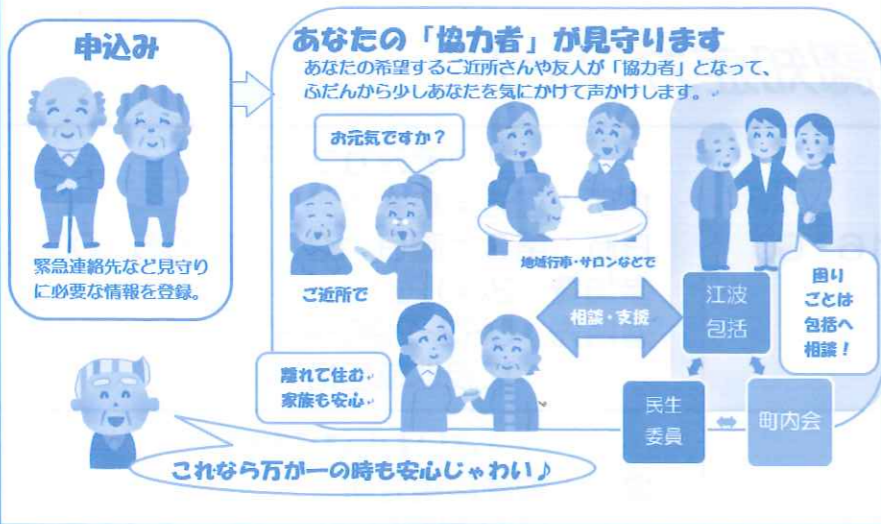 申込み
緊急連絡先など見守り
に必要な情報を登録。
あなたの「協力者」が見守ります
あなたの希望するご近所さんや友人が「協力者」となって、
ふだんから少しあなたを気にかけて声かけします。
お元気ですか？
ご近所で
地域行事・サロンなどで
相談・支援
江波
包括
困り
ごとは
包括へ
相談！
離れて住む
家族も安心
民生
委員
町内会
これなら万が一の時も安心じゃわい♪